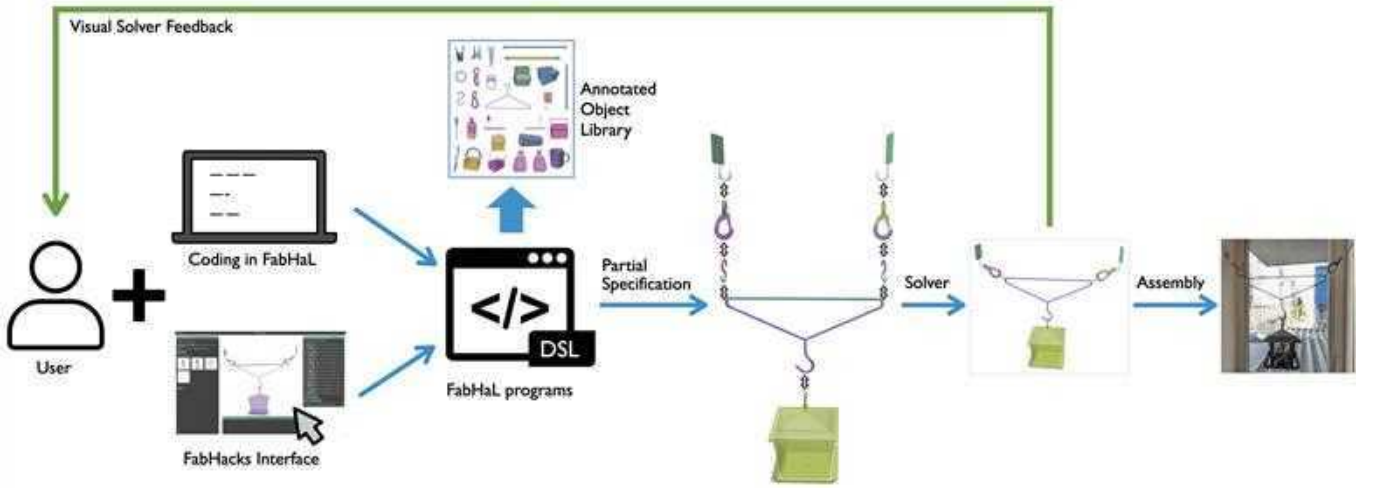 Visual Solver Feedback
Annotated
Object
Library
Coding in FabHaL
User
FabHacks Interface
</>
DSL
FabHaL programs
Partial
Specification
Solver
Assembly